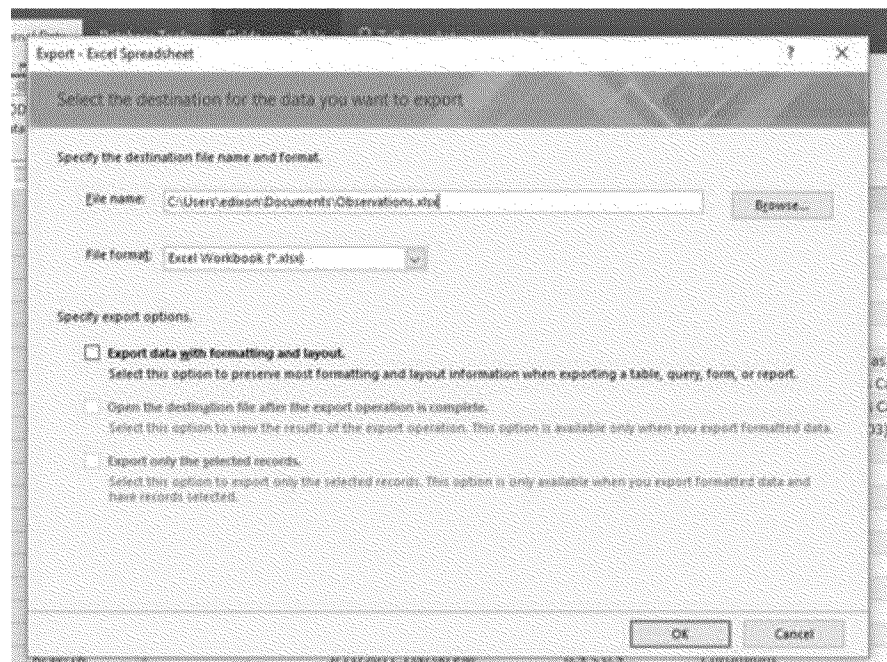 Export - Excel Spreadsheet
? X
Select the destination for the data you want to export
Specify the destination file name and format.
File name: C:\Users\edixon\Documents\Observations.xlsx Browse...
File format: Excel Workbook (*.xlsx)
Specify export options.
Export data with formatting and layout.
Select this option to preserve most formatting and layout information when exporting a table, query, form, or report.
Open the destination file after the export operation is complete.
Select this option to view the results of the export operation. This option is available only when you export formatted data.
Export only the selected records.
Select this option to export only the selected records. This option is only available when you export formatted data and
have records selected.
OK Cancel